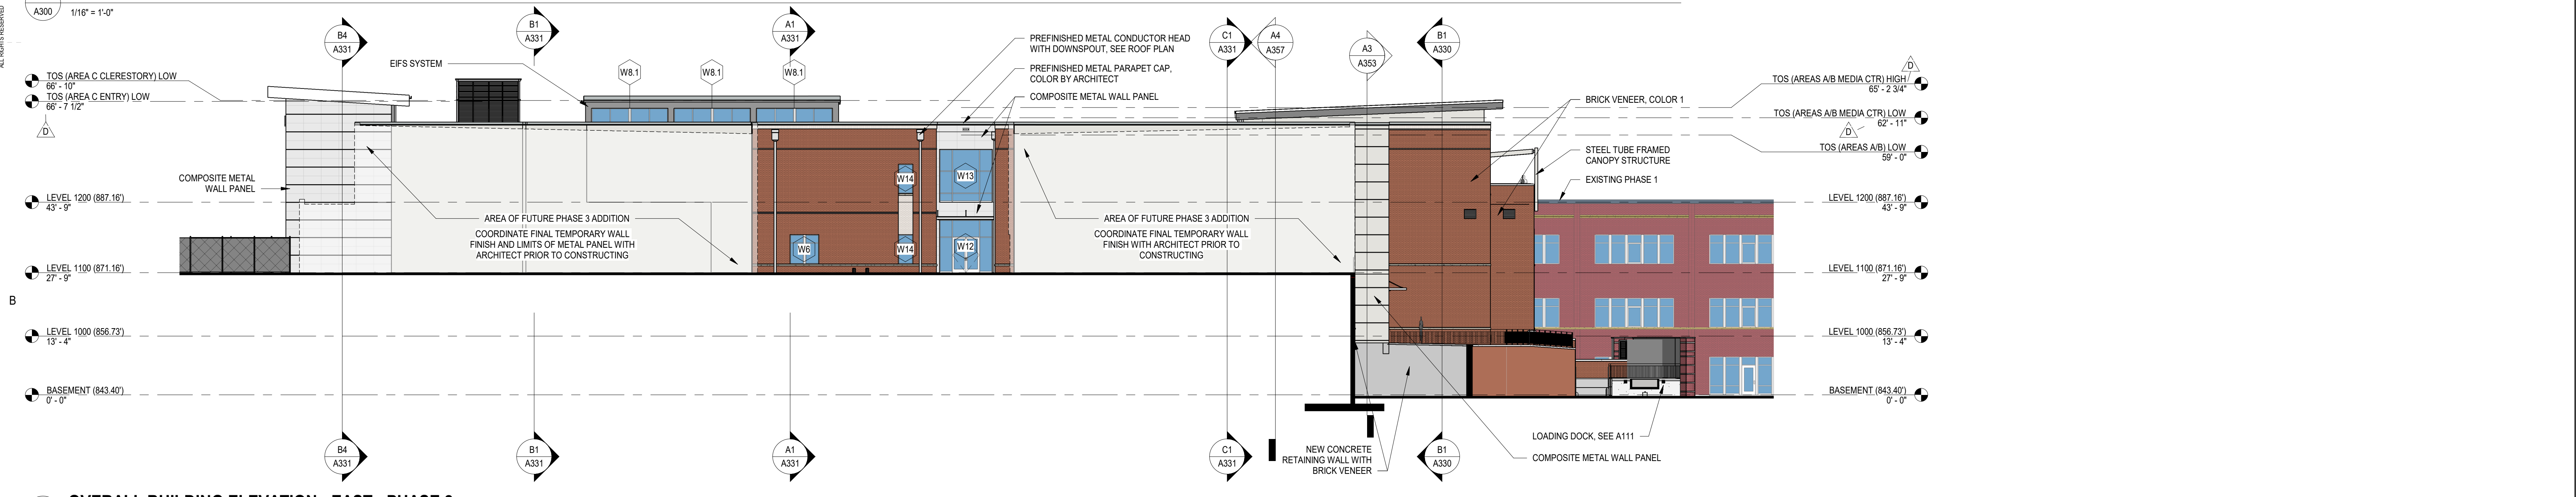 ALL RIGHTS RESERVED
A300
1/16" = 1'-0"
B4
A331
B1
A331
A1
A331
C1
A331
A4
A357
A3
A353
B1
A330
EIFS SYSTEM
W8.1
W8.1
W8.1
PREFINISHED METAL CONDUCTOR HEAD
WITH DOWNSPOUT, SEE ROOF PLAN
PREFINISHED METAL PARAPET CAP,
COLOR BY ARCHITECT
COMPOSITE METAL WALL PANEL
TOS (AREA C CLERESTORY) LOW
66' - 10"
TOS (AREA C ENTRY) LOW
66' - 7 1/2"
D
COMPOSITE METAL
WALL PANEL
LEVEL 1200 (887.16')
43' - 9"
LEVEL 1100 (871.16')
27' - 9"
B
LEVEL 1000 (856.73')
13' - 4"
BASEMENT (843.40')
0' - 0"
AREA OF FUTURE PHASE 3 ADDITION
COORDINATE FINAL TEMPORARY WALL
FINISH AND LIMITS OF METAL PANEL WITH
ARCHITECT PRIOR TO CONSTRUCTING
W6
W14
W14
W13
W12
AREA OF FUTURE PHASE 3 ADDITION
COORDINATE FINAL TEMPORARY WALL
FINISH WITH ARCHITECT PRIOR TO
CONSTRUCTING
BRICK VENEER, COLOR 1
STEEL TUBE FRAMED
CANOPY STRUCTURE
EXISTING PHASE 1
D
TOS (AREAS A/B MEDIA CTR) HIGH
65' - 2 3/4"
TOS (AREAS A/B MEDIA CTR) LOW
62' - 11"
D
TOS (AREAS A/B) LOW
59' - 0"
LEVEL 1200 (887.16')
43' - 9"
LEVEL 1100 (871.16')
27' - 9"
LEVEL 1000 (856.73')
13' - 4"
BASEMENT (843.40')
0' - 0"
LOADING DOCK, SEE A111
COMPOSITE METAL WALL PANEL
NEW CONCRETE
RETAINING WALL WITH
BRICK VENEER
B4
A331
B1
A331
A1
A331
C1
A331
B1
A330
OVERALL BUILDING ELEVATION - EAST - PHASE